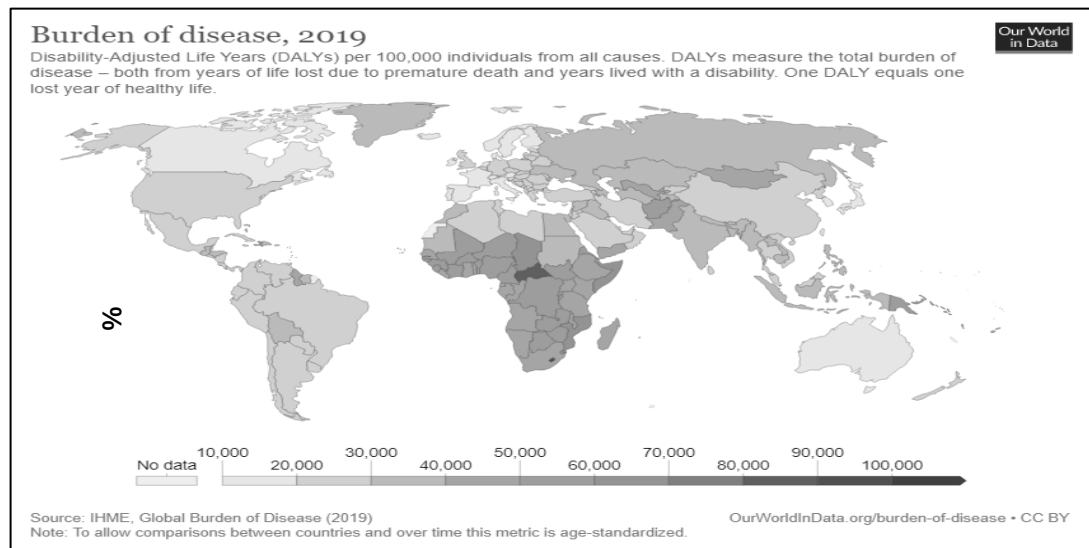 Burden of disease, 2019
Our World
in Data
Disability-Adjusted Life Years (DALYs) per 100,000 individuals from all causes. DALYs measure the total burden of
disease – both from years of life lost due to premature death and years lived with a disability. One DALY equals one
lost year of healthy life.
%
No data
10,000 30,000 50,000 70,000 90,000
20,000 40,000 60,000 80,000 100,000
Source: IHME, Global Burden of Disease (2019)
OurWorldInData.org/burden-of-disease • CC BY
Note: To allow comparisons between countries and over time this metric is age-standardized.